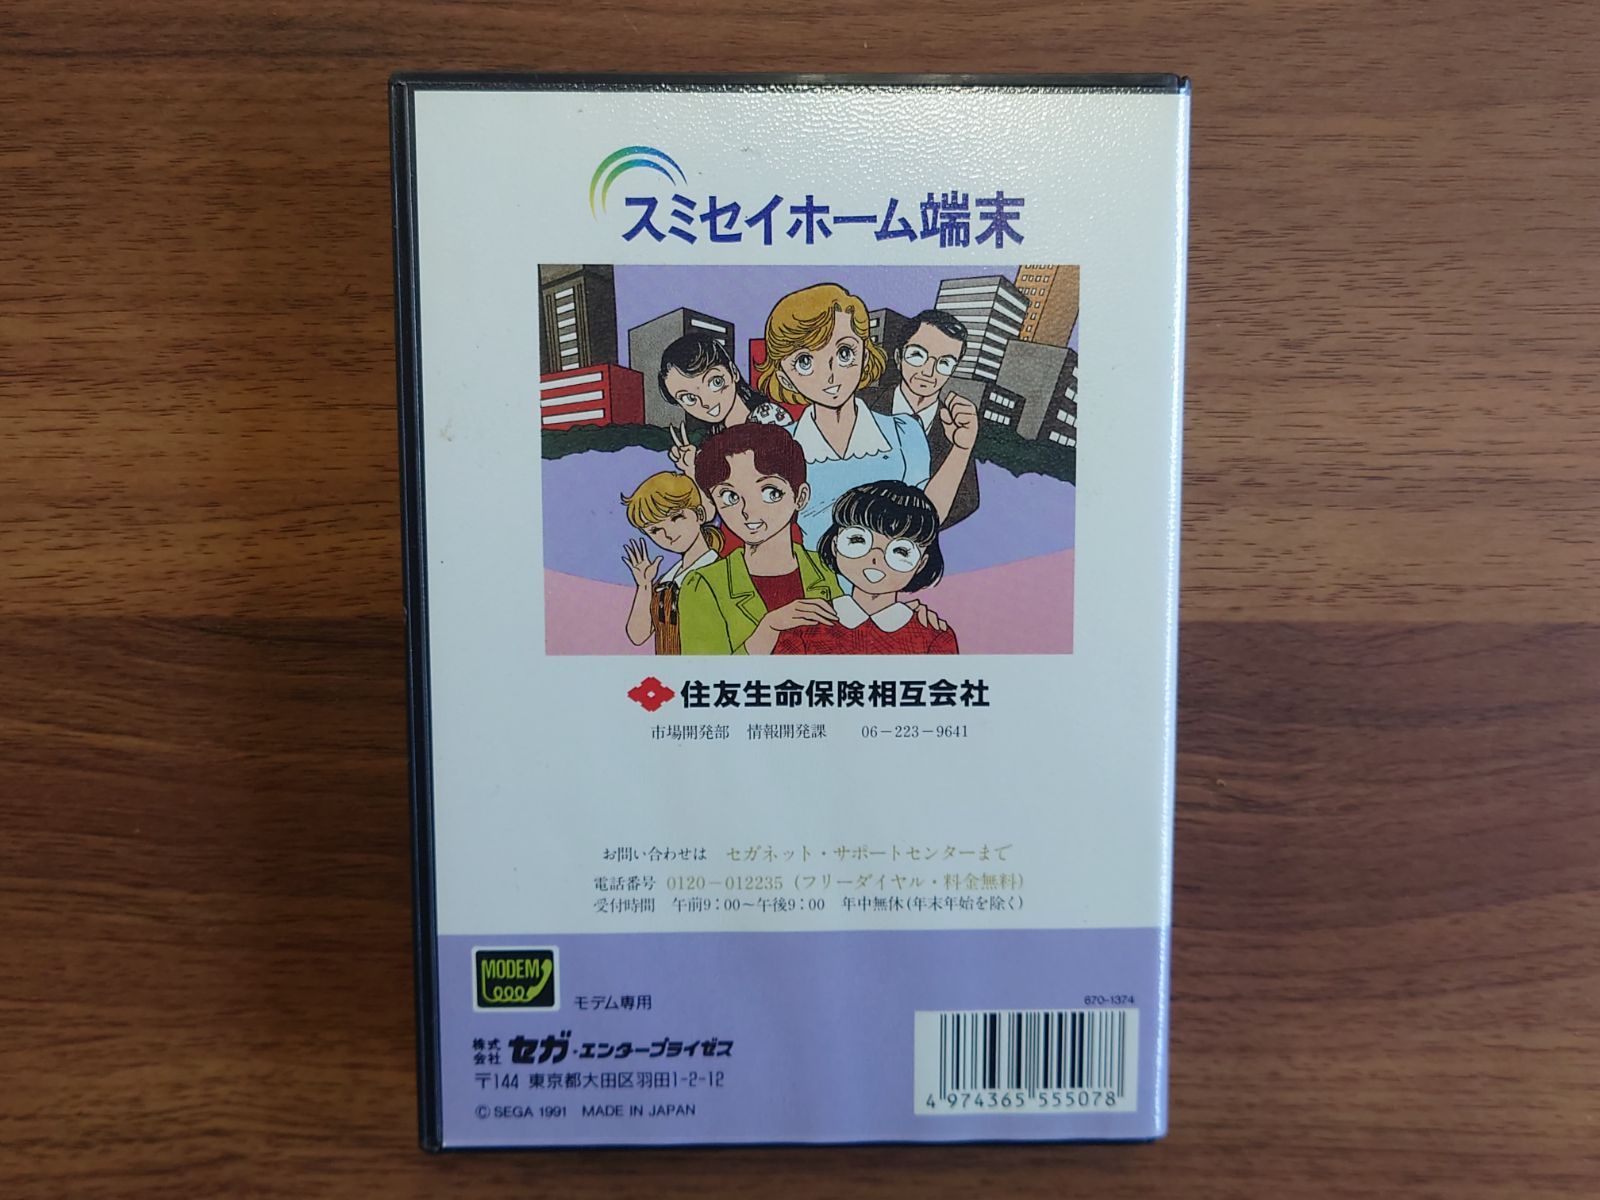 スミセイホーム端末
住友生命保険相互会社
市場開発部 情報開発課 06-223-9641
お問い合わせは セガネット・サポートセンターまで
電話番号 0120-012235 (フリーダイヤル・料金無料)
受付時間 午前9:00〜午後9:00 年中無休(年末年始を除く)
MODEM
モデム専用
670-1374
株式会社 セガ・エンタープライゼス
〒144 東京都大田区羽田1-2-12
© SEGA 1991 MADE IN JAPAN
4 974365 555078